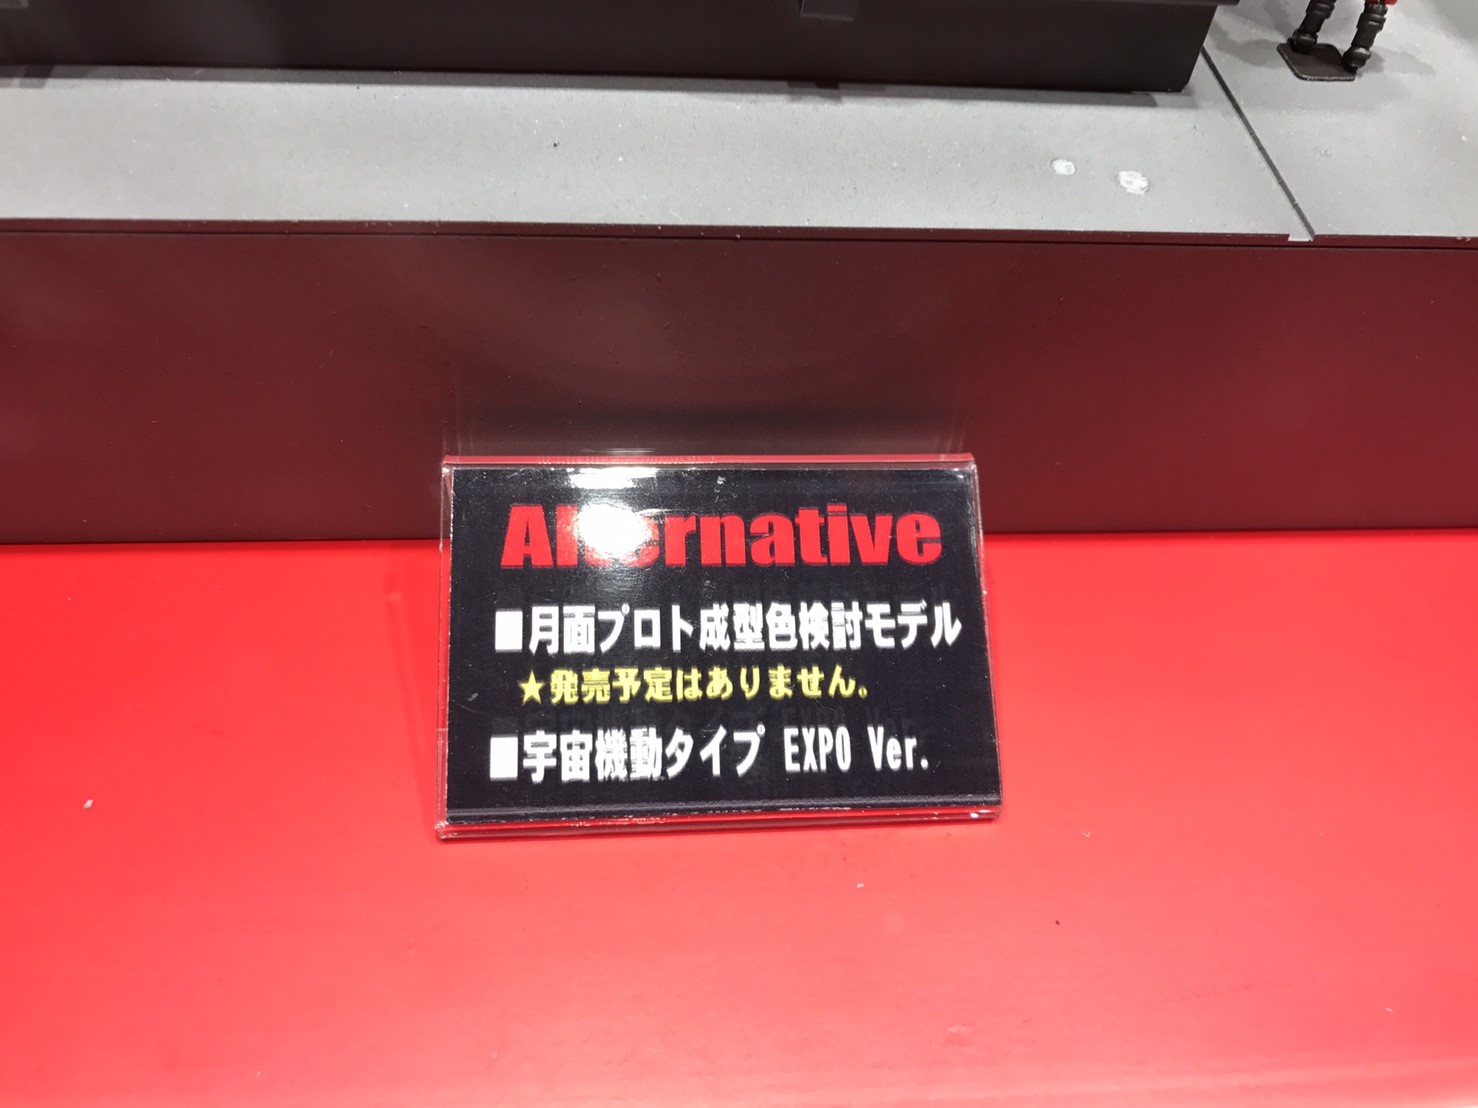 Alternative
■月面プロト成型色検討モデル
★発売予定はありません。
■宇宙機動タイプ EXPO Ver.